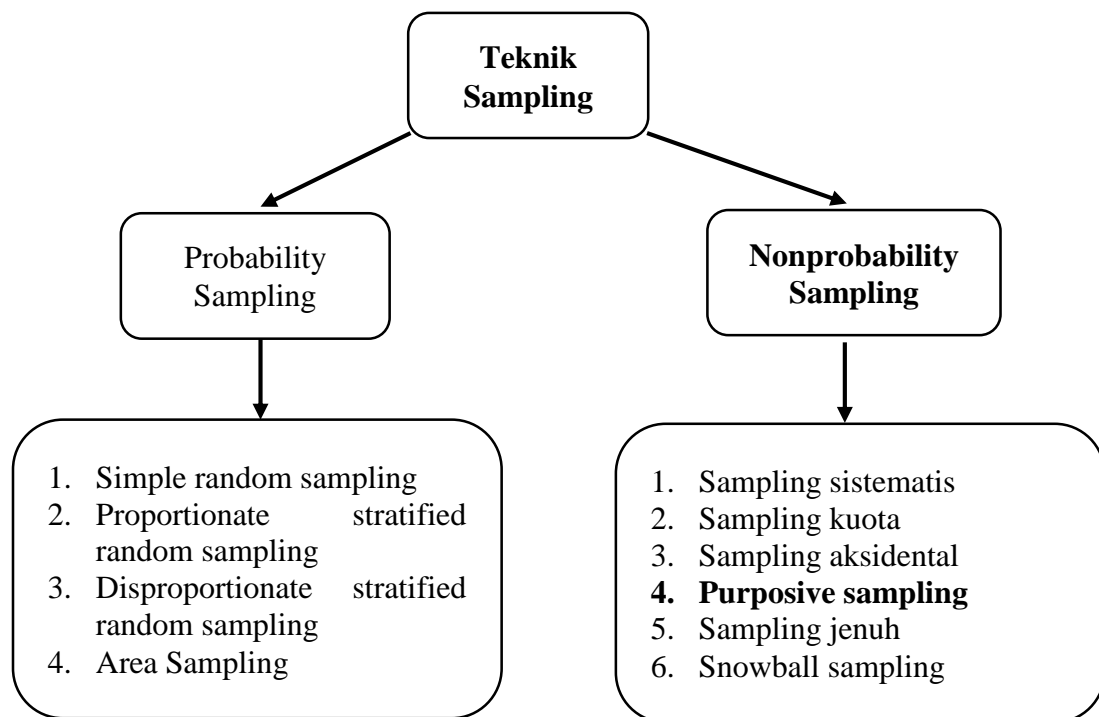 Teknik
Sampling
Probability
Sampling
Nonprobability
Sampling
1. Simple random sampling
2. Proportionate stratified
random sampling
3. Disproportionate stratified
random sampling
4. Area Sampling
1. Sampling sistematis
2. Sampling kuota
3. Sampling aksidental
4. Purposive sampling
5. Sampling jenuh
6. Snowball sampling